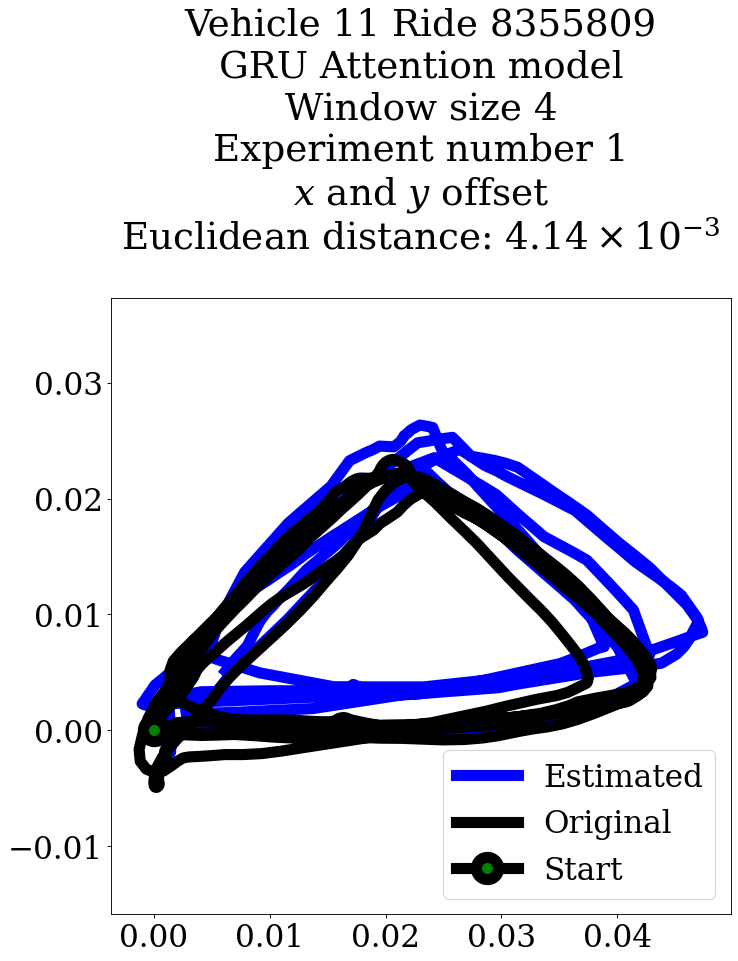 Vehicle 11 Ride 8355809
GRU Attention model
Window size 4
Experiment number 1
x and y offset
Euclidean distance: 4.14 × 10⁻³
0.03
0.02
0.01
0.00
−0.01
Estimated
Original
Start
0.00 0.01 0.02 0.03 0.04